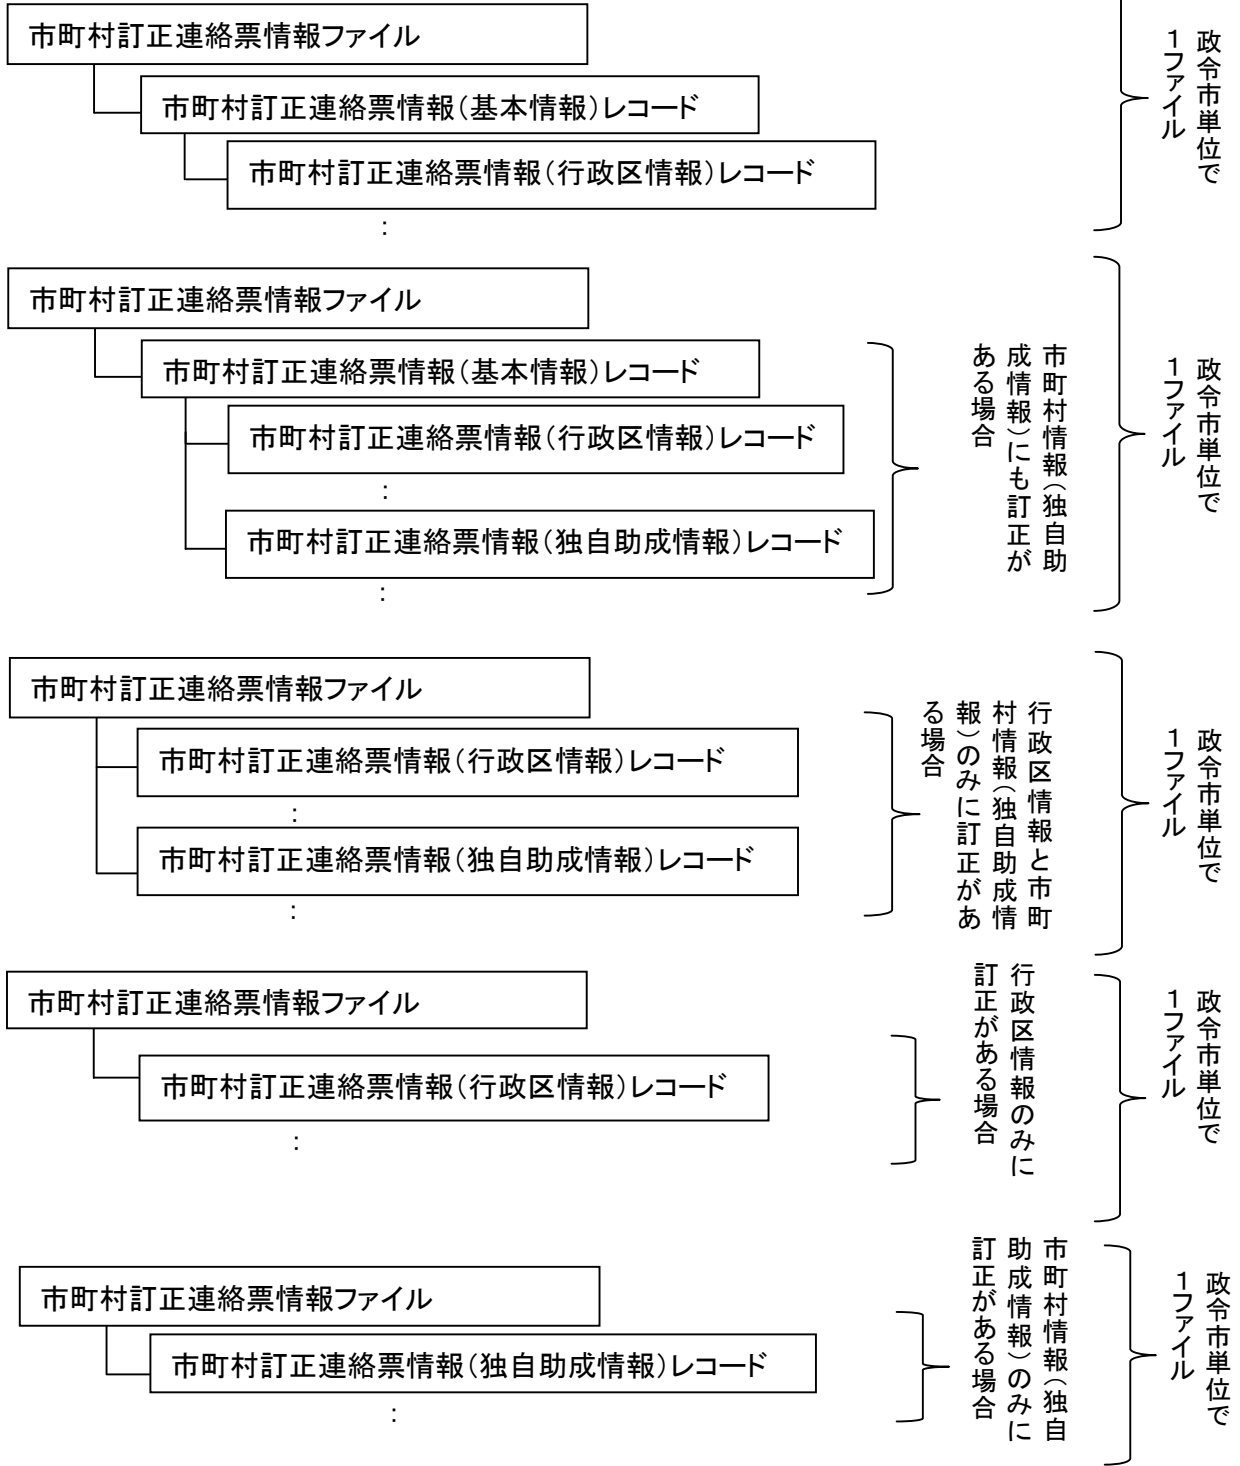 市町村訂正連絡票情報ファイル
市町村訂正連絡票情報（基本情報）レコード
市町村訂正連絡票情報（行政区情報）レコード
：
政令市単位で
１ファイル
市町村訂正連絡票情報ファイル
市町村訂正連絡票情報（基本情報）レコード
市町村訂正連絡票情報（行政区情報）レコード
：
市町村訂正連絡票情報（独自助成情報）レコード
：
市町村情報（独自助
成情報）にも訂正が
ある場合
政令市単位で
１ファイル
市町村訂正連絡票情報ファイル
市町村訂正連絡票情報（行政区情報）レコード
：
市町村訂正連絡票情報（独自助成情報）レコード
：
行政区情報と市町
村情報（独自助成情
報）のみに訂正があ
る場合
政令市単位で
１ファイル
市町村訂正連絡票情報ファイル
市町村訂正連絡票情報（行政区情報）レコード
：
行政区情報のみに
訂正がある場合
政令市単位で
１ファイル
市町村訂正連絡票情報ファイル
市町村訂正連絡票情報（独自助成情報）レコード
：
市町村情報（独自
助成情報）のみに
訂正がある場合
政令市単位で
１ファイル